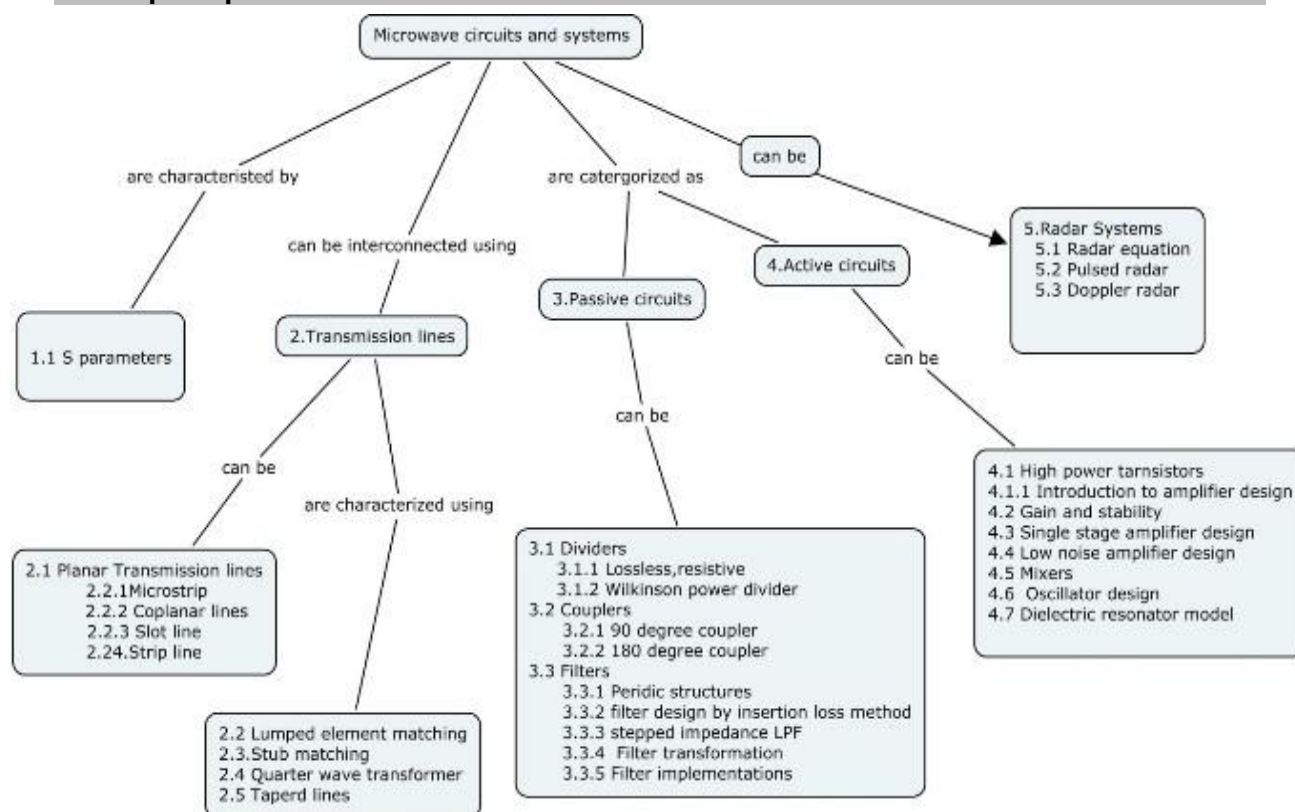 Microwave circuits and systems
can be
are characteristed by
are catergorized as
can be interconnected using
5.Radar Systems
5.1 Radar equation
5.2 Pulsed radar
5.3 Doppler radar
4.Active circuits
3.Passive circuits
2.Transmission lines
1.1 S parameters
can be
can be
can be
are characterized using
2.1 Planar Transmission lines
2.2.1Microstrip
2.2.2 Coplanar lines
2.2.3 Slot line
2.24.Strip line
2.2 Lumped element matching
2.3.Stub matching
2.4 Quarter wave transformer
2.5 Taperd lines
3.1 Dividers
3.1.1 Lossless,resistive
3.1.2 Wilkinson power divider
3.2 Couplers
3.2.1 90 degree coupler
3.2.2 180 degree coupler
3.3 Filters
3.3.1 Peridic structures
3.3.2 filter design by insertion loss method
3.3.3 stepped impedance LPF
3.3.4 Filter transformation
3.3.5 Filter implementations
4.1 High power tarnsistors
4.1.1 Introduction to amplifier design
4.2 Gain and stability
4.3 Single stage amplifier design
4.4 Low noise amplifier design
4.5 Mixers
4.6 Oscillator design
4.7 Dielectric resonator model